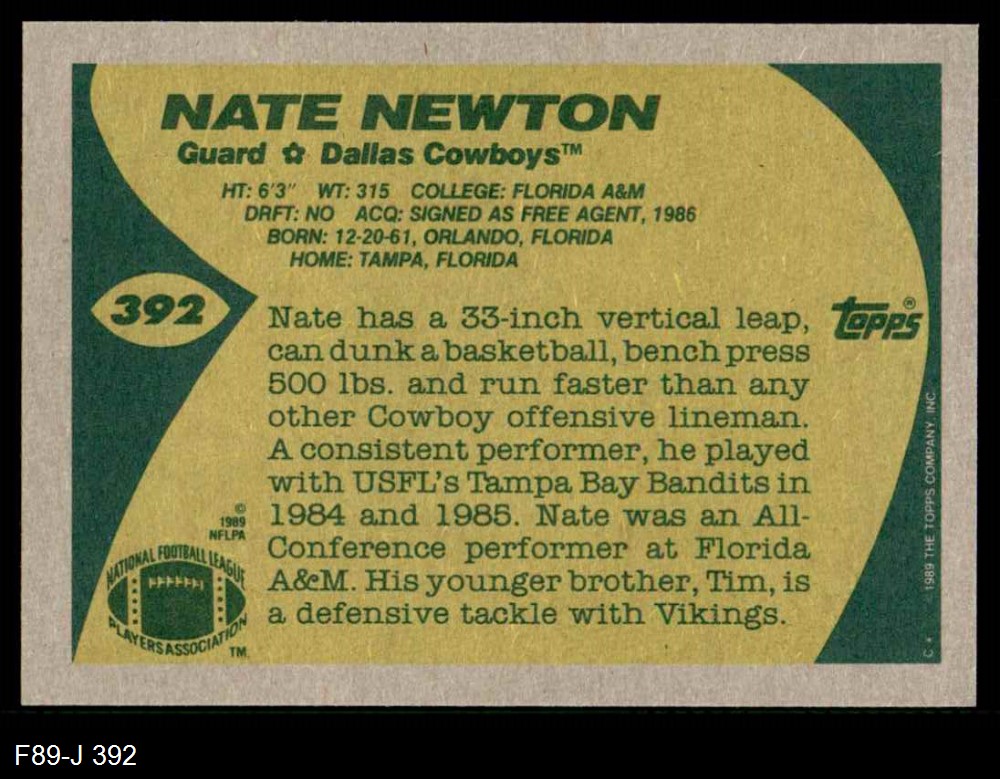 NATE NEWTON
Guard ✩ Dallas Cowboys™
HT: 6'3" WT: 315 COLLEGE: FLORIDA A&M
DRFT: NO ACQ: SIGNED AS FREE AGENT, 1986
BORN: 12-20-61, ORLANDO, FLORIDA
HOME: TAMPA, FLORIDA
392
Nate has a 33-inch vertical leap,
can dunk a basketball, bench press
500 lbs. and run faster than any
other Cowboy offensive lineman.
A consistent performer, he played
with USFL's Tampa Bay Bandits in
1984 and 1985. Nate was an All-
Conference performer at Florida
A&M. His younger brother, Tim, is
a defensive tackle with Vikings.
topps®
©
1989
NFLPA
NATIONAL FOOTBALL LEAGUE
PLAYERS ASSOCIATION
TM
C * 1989 THE TOPPS COMPANY, INC.
F89-J 392